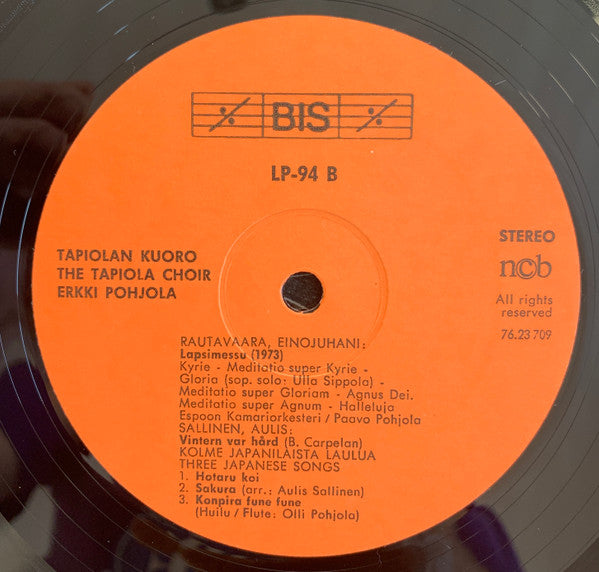 BIS
LP-94 B
TAPIOLAN KUORO
THE TAPIOLA CHOIR
ERKKI POHJOLA
STEREO
ncb
All rights
reserved
76.23709
RAUTAVAARA, EINOJUHANI:
Lapsimessu (1973)
Kyrie - Meditatio super Kyrie -
Gloria (sop. solo: Ulla Sippola) -
Meditatio super Gloriam - Agnus Dei.
Meditatio super Agnum - Halleluja
Espoon Kamariorkesteri / Paavo Pohjola
SALLINEN, AULIS:
Vintern var hård (B. Carpelan)
KOLME JAPANILAISTA LAULUA
THREE JAPANESE SONGS
1. Hotaru koi
2. Sakura (arr.: Aulis Sallinen)
3. Konpira fune fune
(Huilu / Flute: Olli Pohjola)